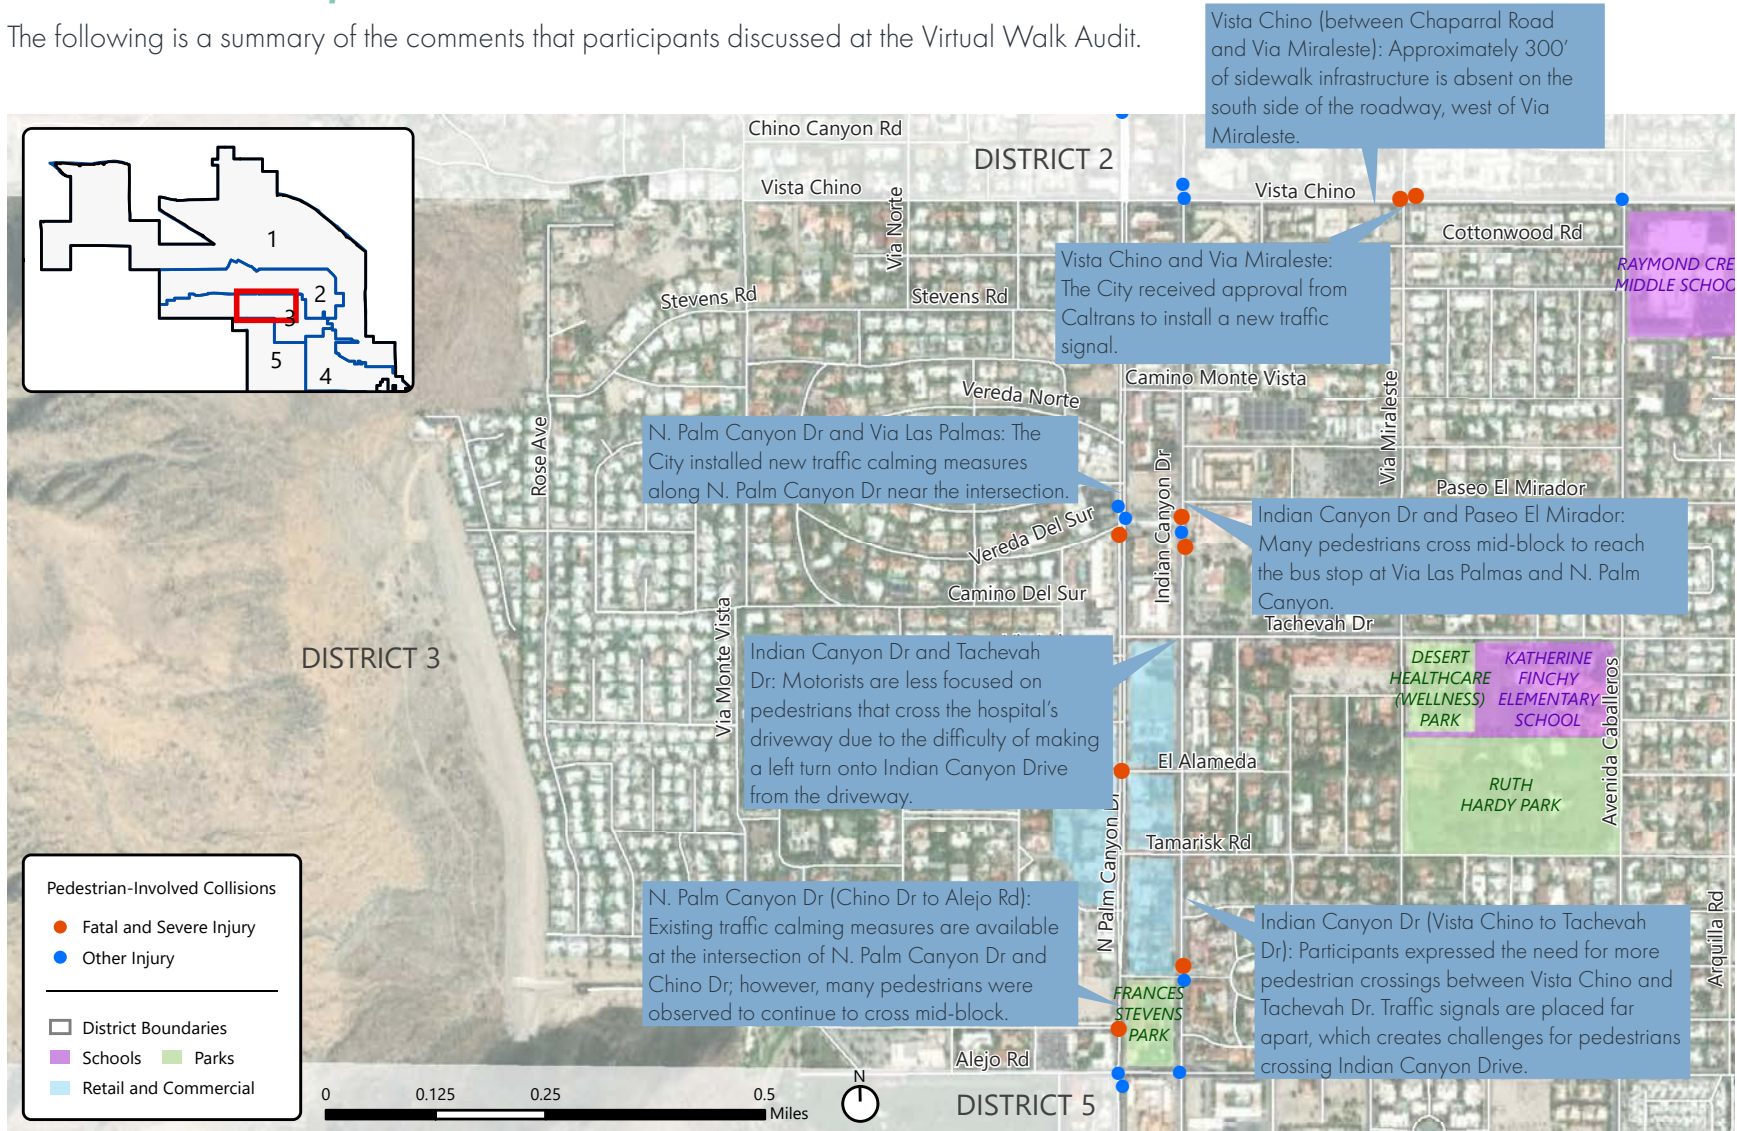 The following is a summary of the comments that participants discussed at the Virtual Walk Audit.
Vista Chino (between Chaparral Road
and Via Miraleste): Approximately 300'
of sidewalk infrastructure is absent on the
south side of the roadway, west of Via
Miraleste.
Chino Canyon Rd
DISTRICT 2
Vista Chino
Vista Chino
Via Norte
Cottonwood Rd
1
2
3
5
4
RAYMOND CRE
MIDDLE SCHOO
Vista Chino and Via Miraleste:
The City received approval from
Caltrans to install a new traffic
signal.
Stevens Rd
Stevens Rd
Camino Monte Vista
Vereda Norte
Via Miraleste
Rose Ave
N. Palm Canyon Dr and Via Las Palmas: The
City installed new traffic calming measures
along N. Palm Canyon Dr near the intersection.
Indian Canyon Dr
Paseo El Mirador
Vereda Del Sur
Indian Canyon Dr and Paseo El Mirador:
Many pedestrians cross mid-block to reach
the bus stop at Via Las Palmas and N. Palm
Canyon.
Camino Del Sur
Tachevah Dr
Via Monte Vista
DISTRICT 3
Indian Canyon Dr and Tachevah
Dr: Motorists are less focused on
pedestrians that cross the hospital's
driveway due to the difficulty of making
a left turn onto Indian Canyon Drive
from the driveway.
DESERT
HEALTHCARE
(WELLNESS)
PARK
KATHERINE
FINCHY
ELEMENTARY
SCHOOL
Avenida Caballeros
El Alameda
RUTH
HARDY PARK
N Palm Canyon Dr
Tamarisk Rd
N. Palm Canyon Dr (Chino Dr to Alejo Rd):
Existing traffic calming measures are available
at the intersection of N. Palm Canyon Dr and
Chino Dr; however, many pedestrians were
observed to continue to cross mid-block.
Indian Canyon Dr (Vista Chino to Tachevah
Dr): Participants expressed the need for more
pedestrian crossings between Vista Chino and
Tachevah Dr. Traffic signals are placed far
apart, which creates challenges for pedestrians
crossing Indian Canyon Drive.
Arquilla Rd
FRANCES
STEVENS
PARK
Alejo Rd
DISTRICT 5
Pedestrian-Involved Collisions
Fatal and Severe Injury
Other Injury
District Boundaries
Schools
Parks
Retail and Commercial
0
0.125
0.25
0.5
Miles
N